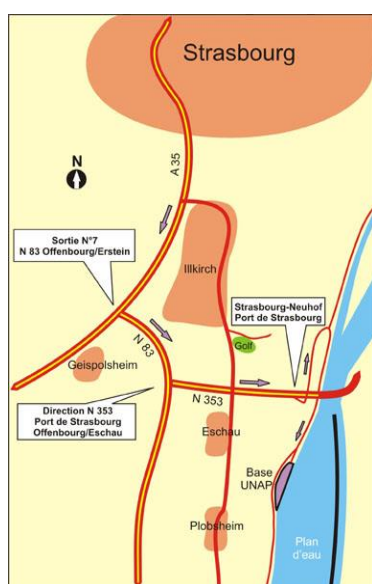 Strasbourg
N
A 35
Sortie N°7
N 83 Offenbourg/Erstein
Illkirch
Strasbourg-Neuhof
Port de Strasbourg
Golf
N 83
Geispolsheim
N 353
Direction N 353
Port de Strasbourg
Offenbourg/Eschau
Eschau
Base
UNAP
Plobsheim
Plan
d'eau